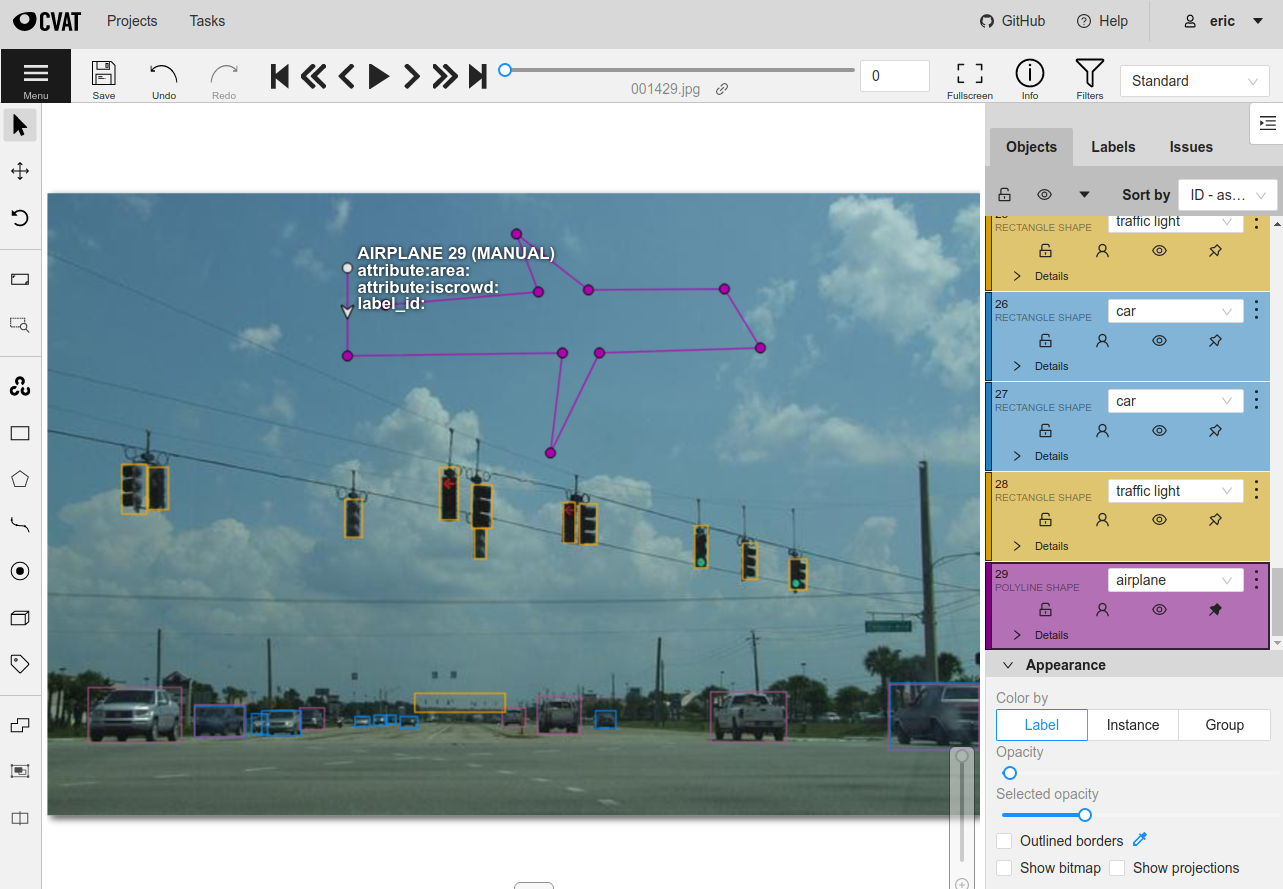 CVAT Projects Tasks GitHub Help eric
Menu Save Undo Redo 001429.jpg 0 Fullscreen Info Filters Standard
Objects Labels Issues
Sort by ID - as...
RECTANGLE SHAPE traffic light
Details
26 RECTANGLE SHAPE car
Details
27 RECTANGLE SHAPE car
Details
28 RECTANGLE SHAPE traffic light
Details
29 POLYLINE SHAPE airplane
Details
Appearance
Color by
Label Instance Group
Opacity
Selected opacity
Outlined borders
Show bitmap Show projections
AIRPLANE 29 (MANUAL)
attribute:area:
attribute:iscrowd:
label_id: